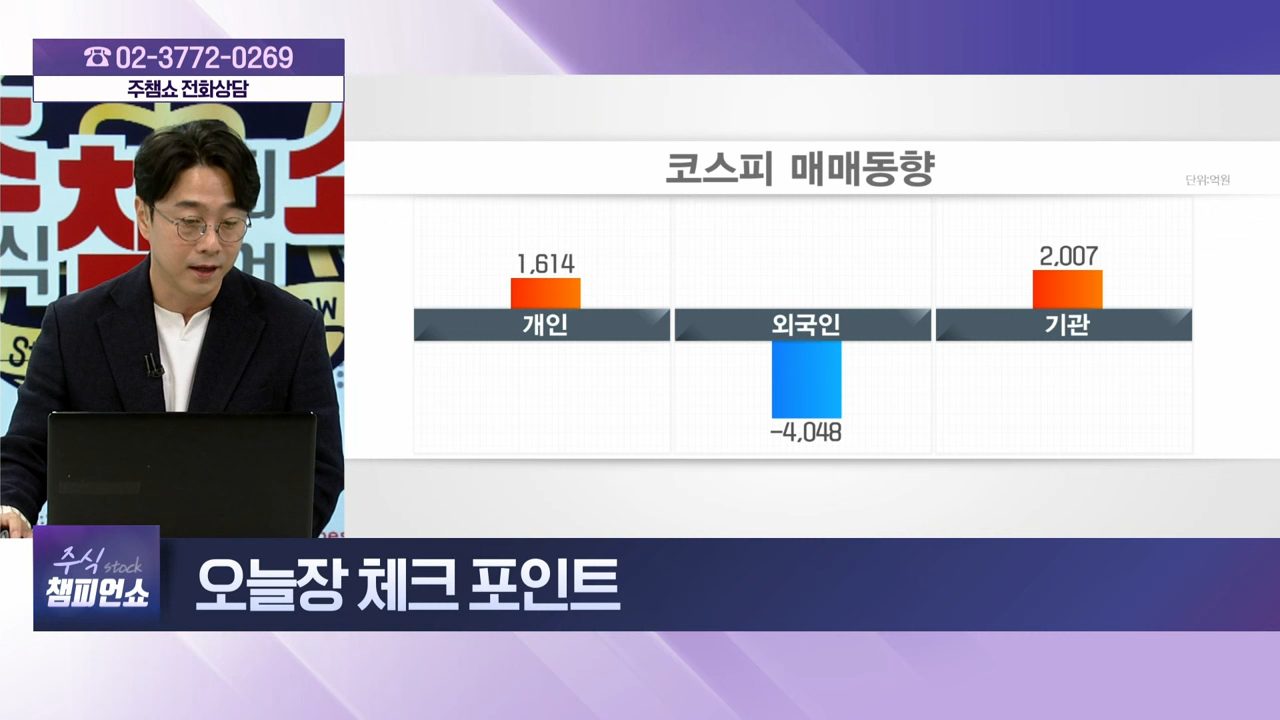 ☎02-3772-0269
주챔쇼 전화상담
코스피 매매동향
단위:억원
1,614
2,007
개인
외국인
기관
-4,048
주식 stock
챔피언쇼
오늘장 체크 포인트